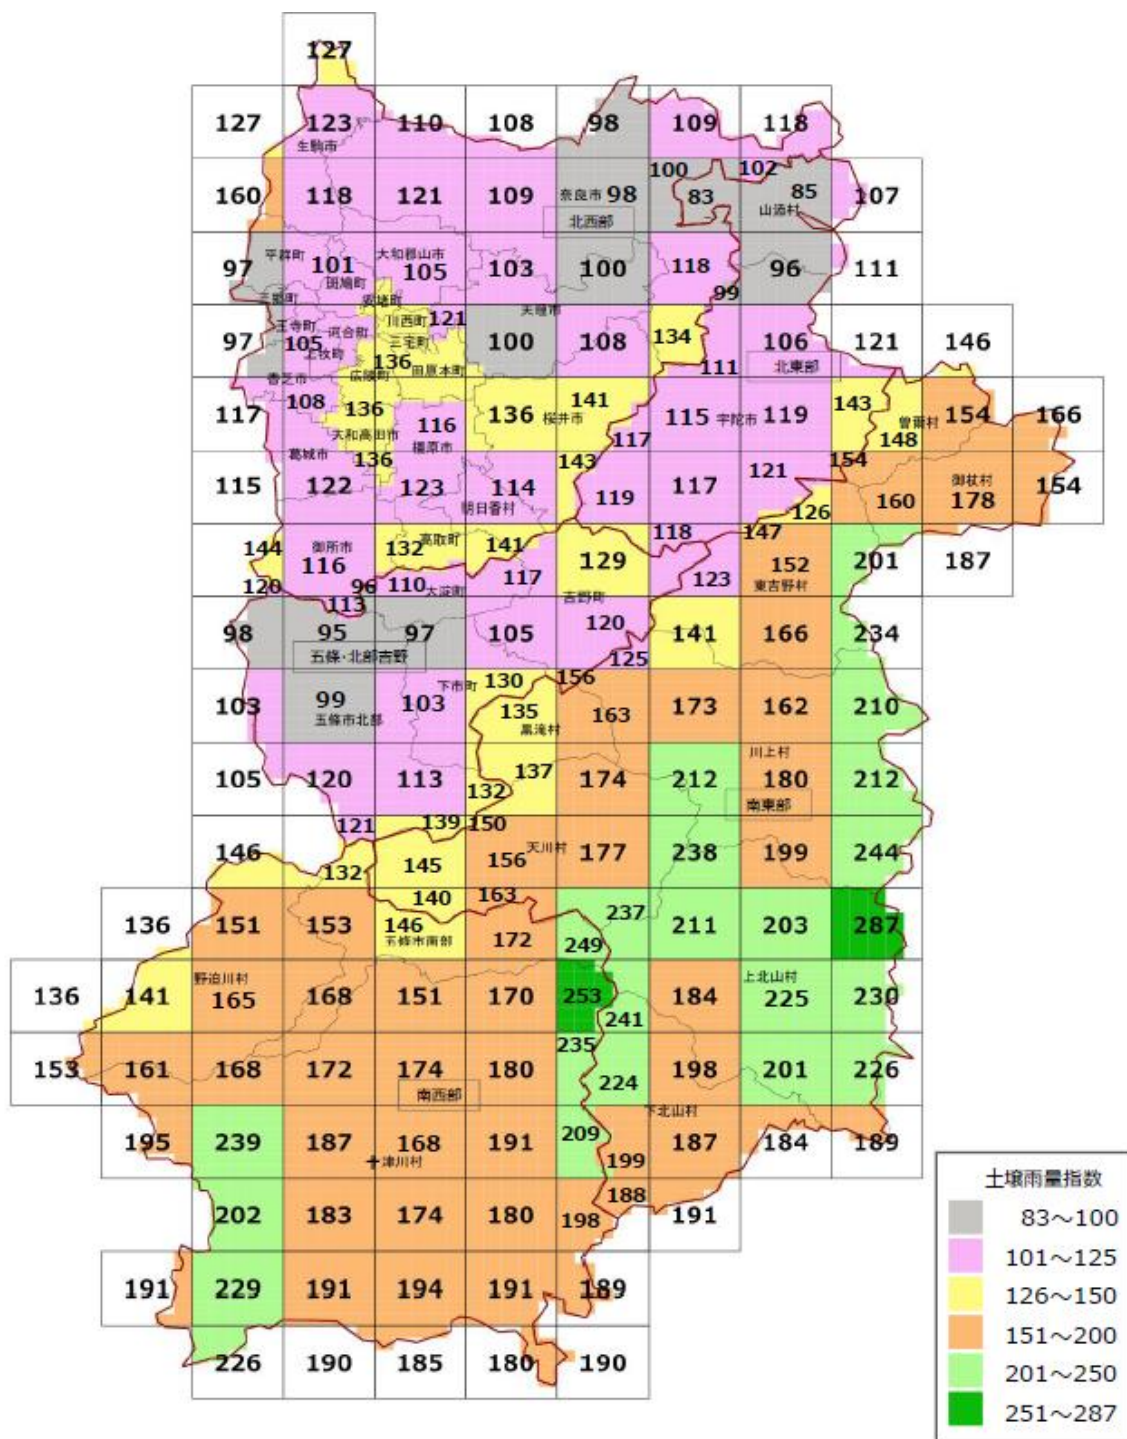 127
127 123 110 108 98 109 118
生駒市
160 118 121 109 奈良市 98 100 83 102 85 107
山添村
北西部
97 平群町 101 大和郡山市 105 103 100 118 96 111
斑鳩町
99
三郷町 安堵町 天理市
97 王寺町 105 河合町 川西町 121 100 108 134 106 121 146
上牧町 三宅町
136
広陵町 田原本町
111 北東部
香芝市
117 108 136 116 136 桜井市 141 115 宇陀市 119 143 曽爾村 154 166
大和高田市 橿原市 117 148
葛城市 136 143 154
115 122 123 114 119 117 121 160 御杖村 178 154
明日香村 126
144 御所市 116 132 高取町 141 129 118 147 152 201 187
120 96 110 大淀町 117 吉野町 123 東吉野村
113
98 95 97 105 120 141 166 234
五條・北部吉野 125
103 99 103 下市町 130 156 173 162 210
五條市北部 135 黒滝村 163
川上村
105 120 113 132 137 174 212 180 212
南東部
121 139 150
146 132 145 156 天川村 177 238 199 244
140 163
136 151 153 146 172 237 211 203 287
五條市南部 249
136 141 野迫川村 165 168 151 170 253 184 上北山村 225 230
241
153 161 168 172 174 180 235 198 201 226
南西部 224
下北山村
195 239 187 168 191 209 187 184 189
十津川村 199
188
202 183 174 180 198 191
191 229 191 194 191 189
226 190 185 180 190
土壌雨量指数
83～100
101～125
126～150
151～200
201～250
251～287